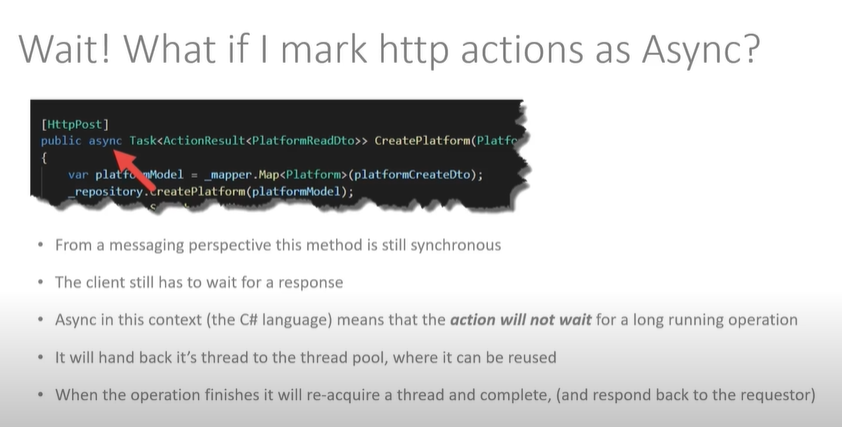 Wait! What if I mark http actions as Async?
[HttpPost]
public async Task<ActionResult<PlatformReadDto>> CreatePlatform(Platfo
{
var platformModel = _mapper.Map<Platform>(platformCreateDto);
_repository.CreatePlatform(platformModel);
• From a messaging perspective this method is still synchronous
• The client still has to wait for a response
• Async in this context (the C# language) means that the action will not wait for a long running operation
• It will hand back it's thread to the thread pool, where it can be reused
• When the operation finishes it will re-acquire a thread and complete, (and respond back to the requestor)